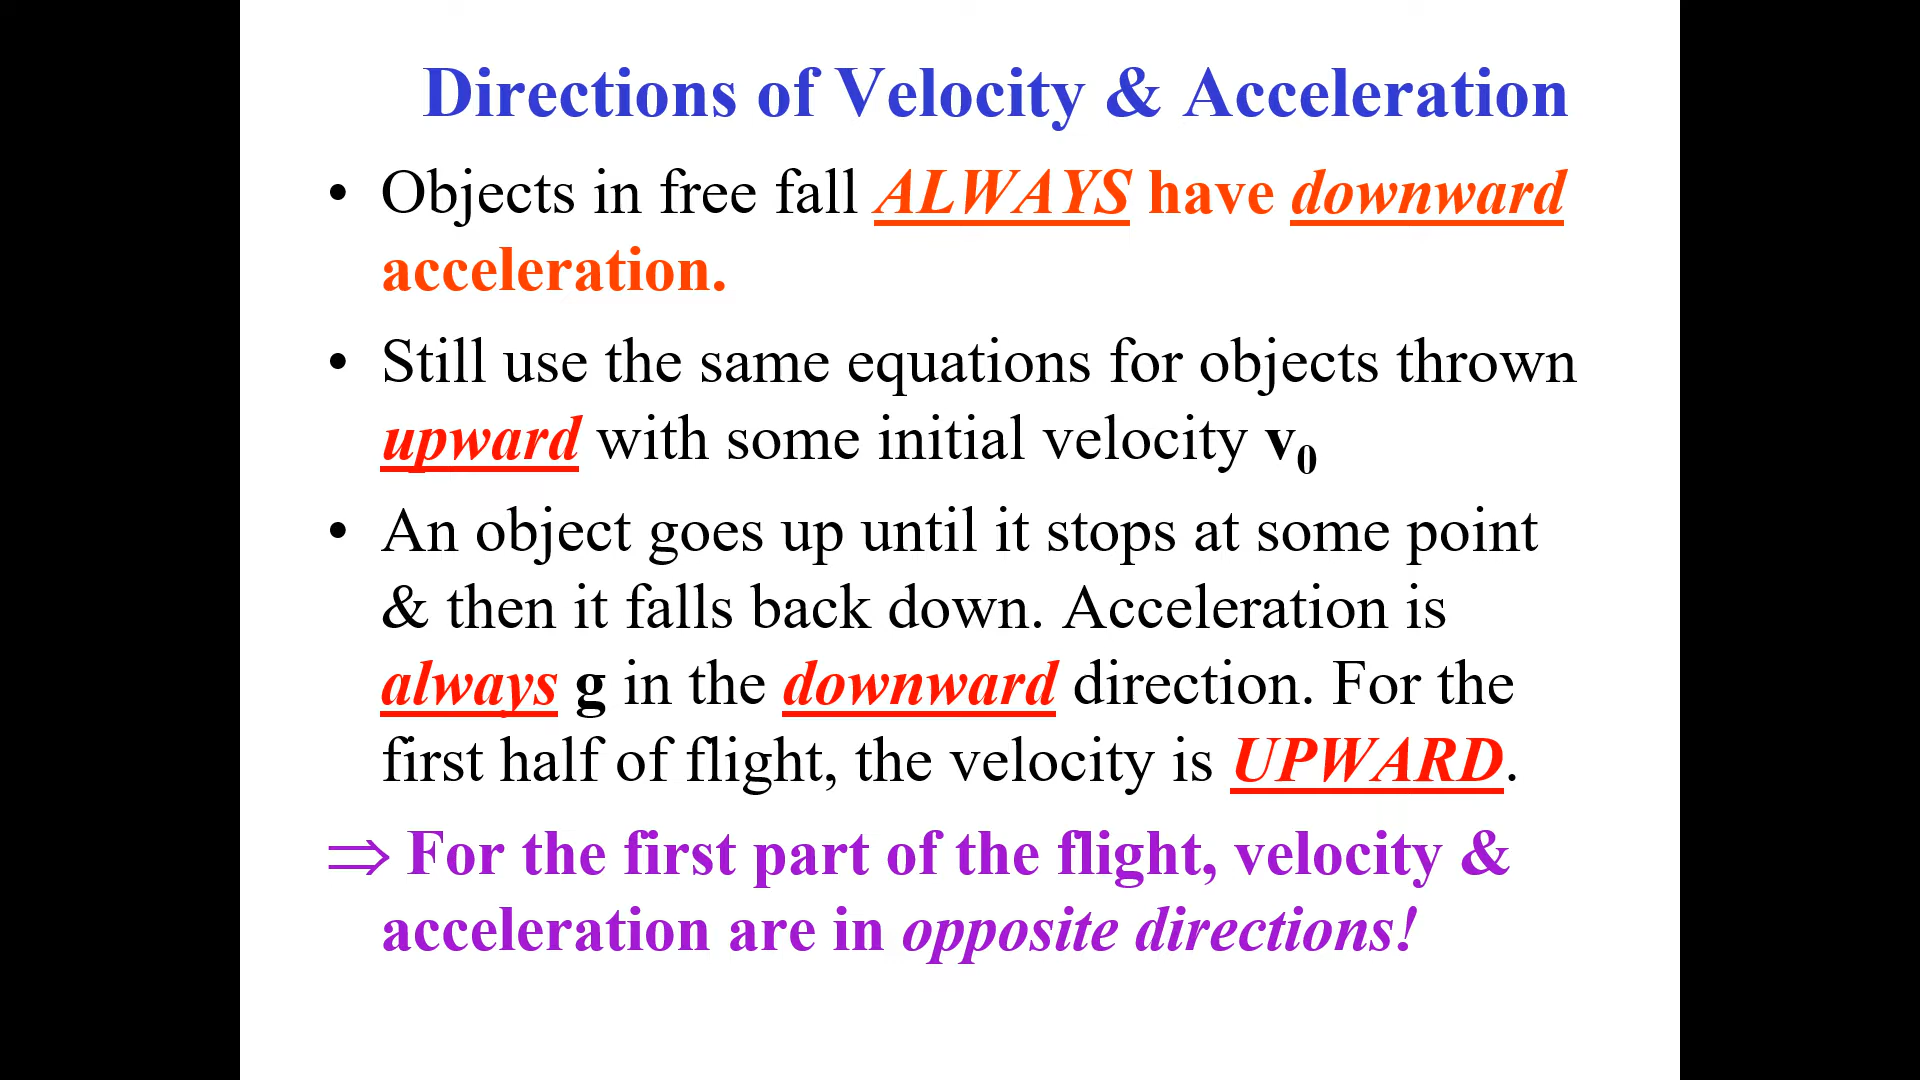 Directions of Velocity & Acceleration
• Objects in free fall ALWAYS have downward
acceleration.
• Still use the same equations for objects thrown
upward with some initial velocity v₀
• An object goes up until it stops at some point
& then it falls back down. Acceleration is
always g in the downward direction. For the
first half of flight, the velocity is UPWARD.
⇒ For the first part of the flight, velocity &
acceleration are in opposite directions!